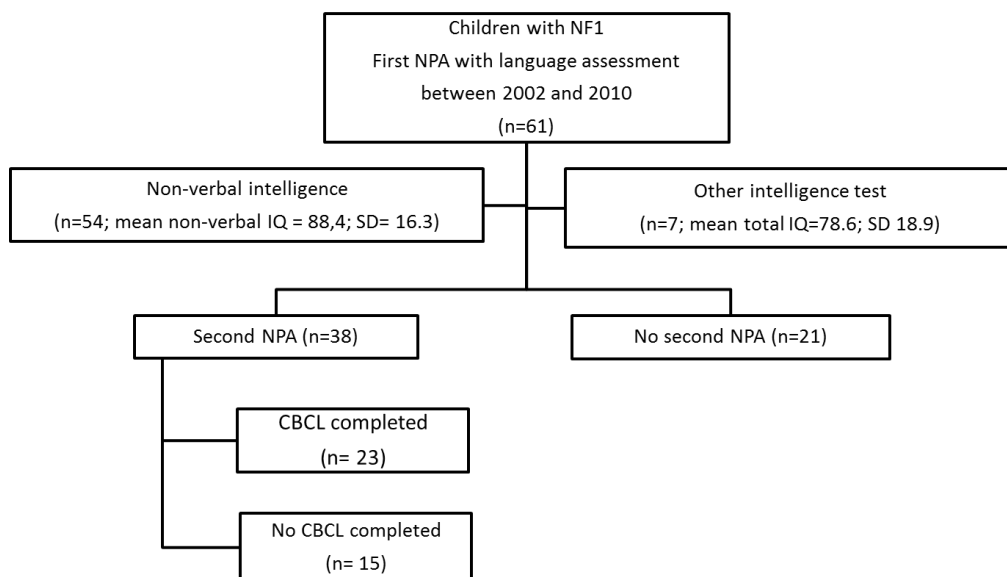 Children with NF1
First NPA with language assessment
between 2002 and 2010
(n=61)
Non-verbal intelligence
(n=54; mean non-verbal IQ = 88,4; SD= 16.3)
Other intelligence test
(n=7; mean total IQ=78.6; SD 18.9)
Second NPA (n=38)
No second NPA (n=21)
CBCL completed
(n= 23)
No CBCL completed
(n= 15)